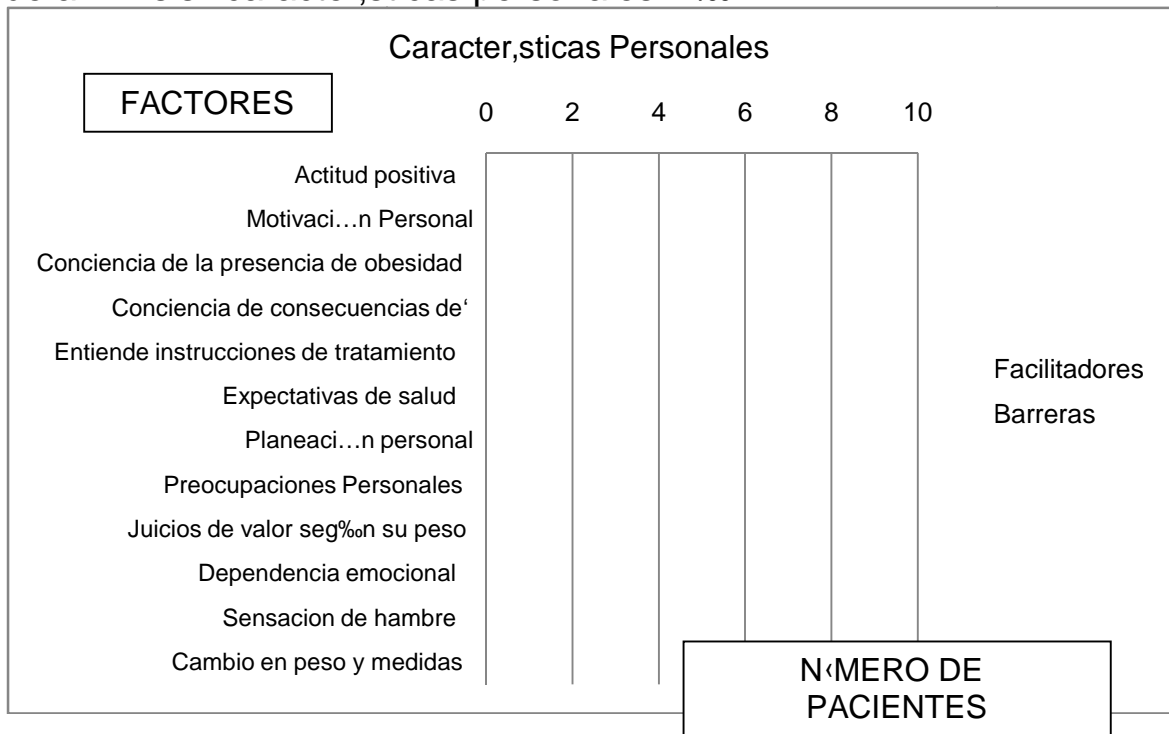 Caracter‚sticas Personales
FACTORES
0 2 4 6 8 10
Actitud positiva
Motivaci…n Personal
Conciencia de la presencia de obesidad
Conciencia de consecuencias de‘
Entiende instrucciones de tratamiento
Expectativas de salud
Planeaci…n personal
Preocupaciones Personales
Juicios de valor seg‰n su peso
Dependencia emocional
Sensacion de hambre
Cambio en peso y medidas
Facilitadores
Barreras
N‹MERO DE
PACIENTES